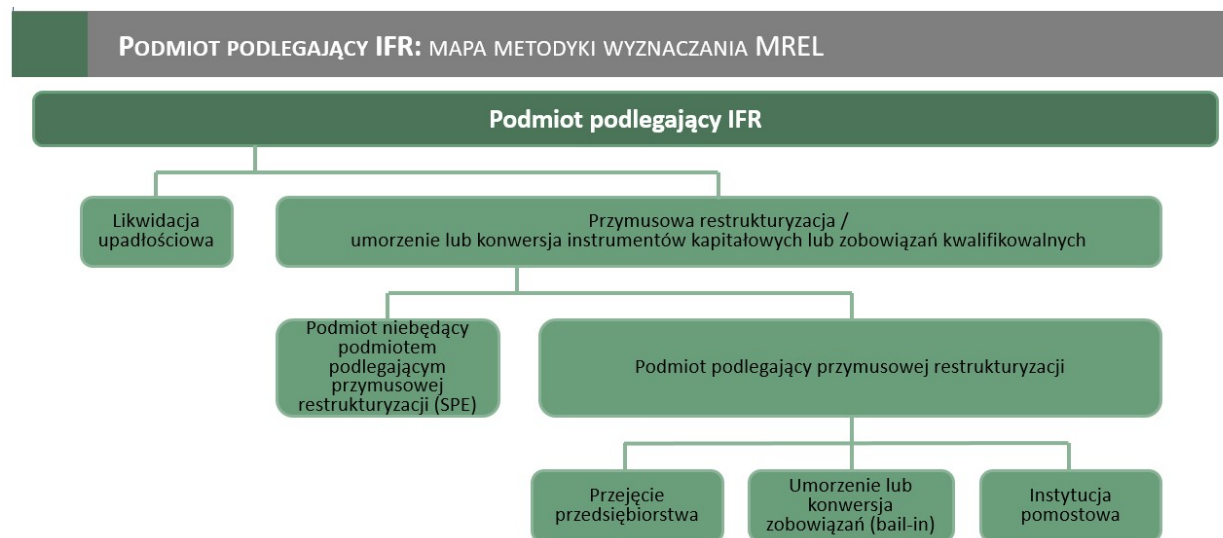 PODMIOT PODLEGAJĄCY IFR: MAPA METODYKI WYZNACZANIA MREL
Podmiot podlegający IFR
Likwidacja
upadłościowa
Przymusowa restrukturyzacja /
umorzenie lub konwersja instrumentów kapitałowych lub zobowiązań kwalifikowalnych
Podmiot niebędący
podmiotem
podlegającym
przymusowej
restrukturyzacji (SPE)
Podmiot podlegający przymusowej restrukturyzacji
Przejęcie
przedsiębiorstwa
Umorzenie lub
konwersja
zobowiązań (bail-in)
Instytucja
pomostowa